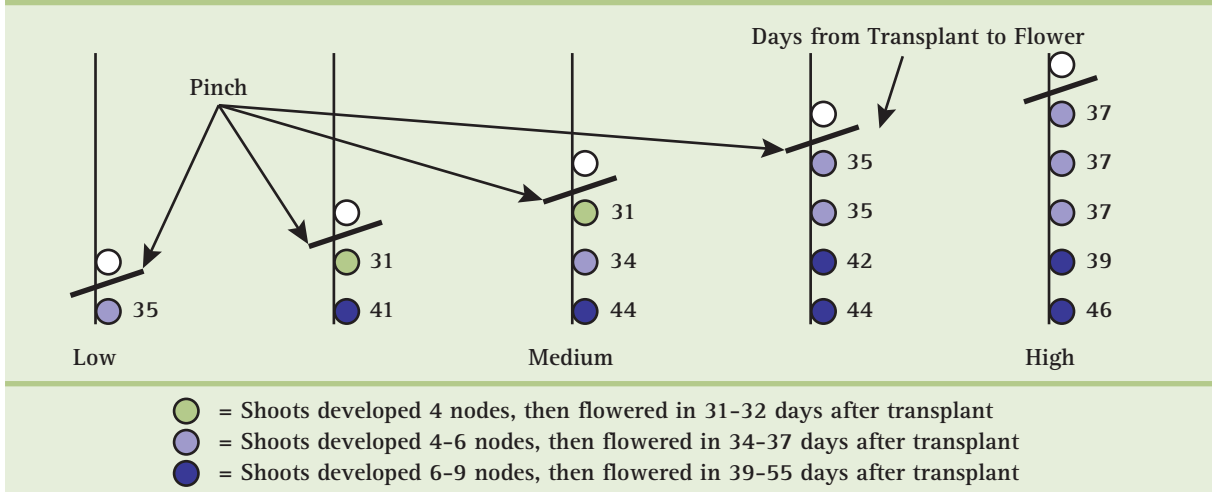 Days from Transplant to Flower
Pinch
37
35 37
31 35 37
31 34 42 39
35 41 44 44 46
Low Medium High
= Shoots developed 4 nodes, then flowered in 31-32 days after transplant
= Shoots developed 4-6 nodes, then flowered in 34-37 days after transplant
= Shoots developed 6-9 nodes, then flowered in 39-55 days after transplant